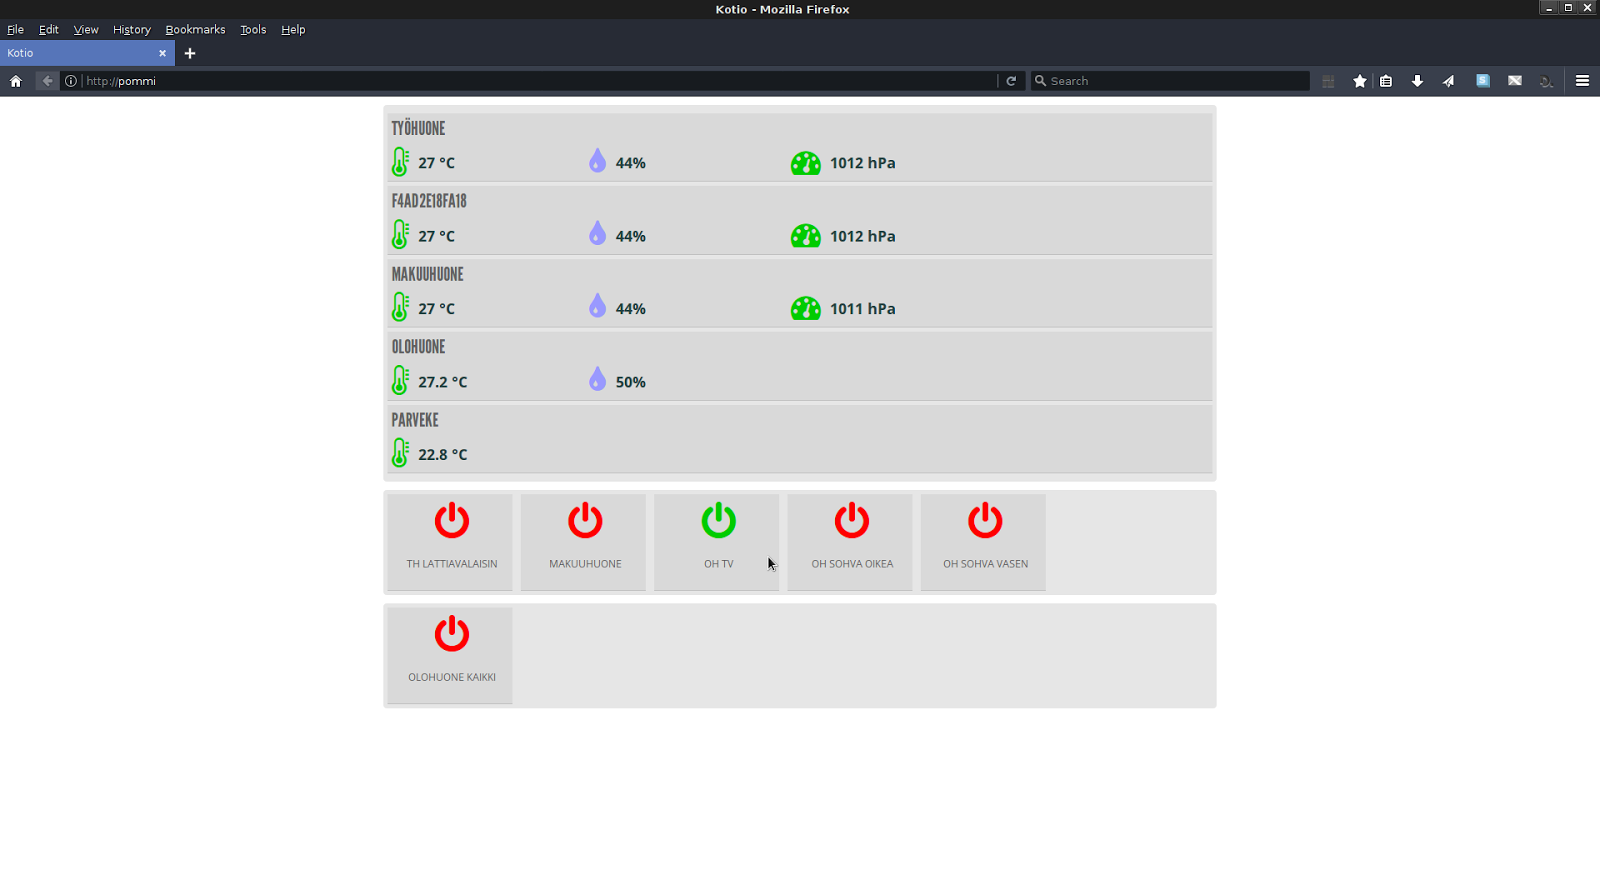 Kotio - Mozilla Firefox
File Edit View History Bookmarks Tools Help
Kotio
http://pommi
Search
TYÖHUONE
27 °C 44% 1012 hPa
F4AD2E18FA18
27 °C 44% 1012 hPa
MAKUUHUONE
27 °C 44% 1011 hPa
OLOHUONE
27.2 °C 50%
PARVEKE
22.8 °C
TH LATTIAVALAISIN MAKUUHUONE OH TV OH SOHVA OIKEA OH SOHVA VASEN
OLOHUONE KAIKKI